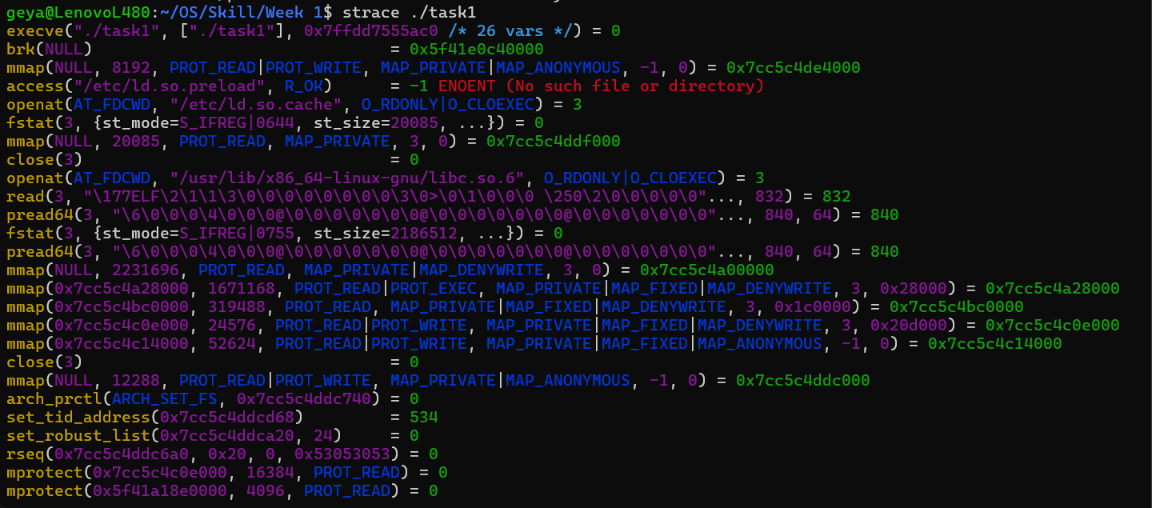 geya@LenovoL480:~/OS/Skill/Week 1$ strace ./task1
execve("./task1", ["./task1"], 0x7ffdd7555ac0 /* 26 vars */) = 0
brk(NULL)                               = 0x5f41e0c40000
mmap(NULL, 8192, PROT_READ|PROT_WRITE, MAP_PRIVATE|MAP_ANONYMOUS, -1, 0) = 0x7cc5c4de4000
access("/etc/ld.so.preload", R_OK)      = -1 ENOENT (No such file or directory)
openat(AT_FDCWD, "/etc/ld.so.cache", O_RDONLY|O_CLOEXEC) = 3
fstat(3, {st_mode=S_IFREG|0644, st_size=20085, ...}) = 0
mmap(NULL, 20085, PROT_READ, MAP_PRIVATE, 3, 0) = 0x7cc5c4ddf000
close(3)                                = 0
openat(AT_FDCWD, "/usr/lib/x86_64-linux-gnu/libc.so.6", O_RDONLY|O_CLOEXEC) = 3
read(3, "\177ELF\2\1\1\3\0\0\0\0\0\0\0\0\3\0>\0\1\0\0\0 \250\2\0\0\0\0\0"..., 832) = 832
pread64(3, "\6\0\0\0\4\0\0\0@\0\0\0\0\0\0\0@\0\0\0\0\0\0\0@\0\0\0\0\0\0\0"..., 840, 64) = 840
fstat(3, {st_mode=S_IFREG|0755, st_size=2186512, ...}) = 0
pread64(3, "\6\0\0\0\4\0\0\0@\0\0\0\0\0\0\0@\0\0\0\0\0\0\0@\0\0\0\0\0\0\0"..., 840, 64) = 840
mmap(NULL, 2231696, PROT_READ, MAP_PRIVATE|MAP_DENYWRITE, 3, 0) = 0x7cc5c4a00000
mmap(0x7cc5c4a28000, 1671168, PROT_READ|PROT_EXEC, MAP_PRIVATE|MAP_FIXED|MAP_DENYWRITE, 3, 0x28000) = 0x7cc5c4a28000
mmap(0x7cc5c4bc0000, 319488, PROT_READ, MAP_PRIVATE|MAP_FIXED|MAP_DENYWRITE, 3, 0x1c0000) = 0x7cc5c4bc0000
mmap(0x7cc5c4c0e000, 24576, PROT_READ|PROT_WRITE, MAP_PRIVATE|MAP_FIXED|MAP_DENYWRITE, 3, 0x20d000) = 0x7cc5c4c0e000
mmap(0x7cc5c4c14000, 52624, PROT_READ|PROT_WRITE, MAP_PRIVATE|MAP_FIXED|MAP_ANONYMOUS, -1, 0) = 0x7cc5c4c14000
close(3)                                = 0
mmap(NULL, 12288, PROT_READ|PROT_WRITE, MAP_PRIVATE|MAP_ANONYMOUS, -1, 0) = 0x7cc5c4ddc000
arch_prctl(ARCH_SET_FS, 0x7cc5c4ddc740) = 0
set_tid_address(0x7cc5c4ddcd68)         = 534
set_robust_list(0x7cc5c4ddca20, 24)     = 0
rseq(0x7cc5c4ddc6a0, 0x20, 0, 0x53053053) = 0
mprotect(0x7cc5c4c0e000, 16384, PROT_READ) = 0
mprotect(0x5f41a18e0000, 4096, PROT_READ) = 0